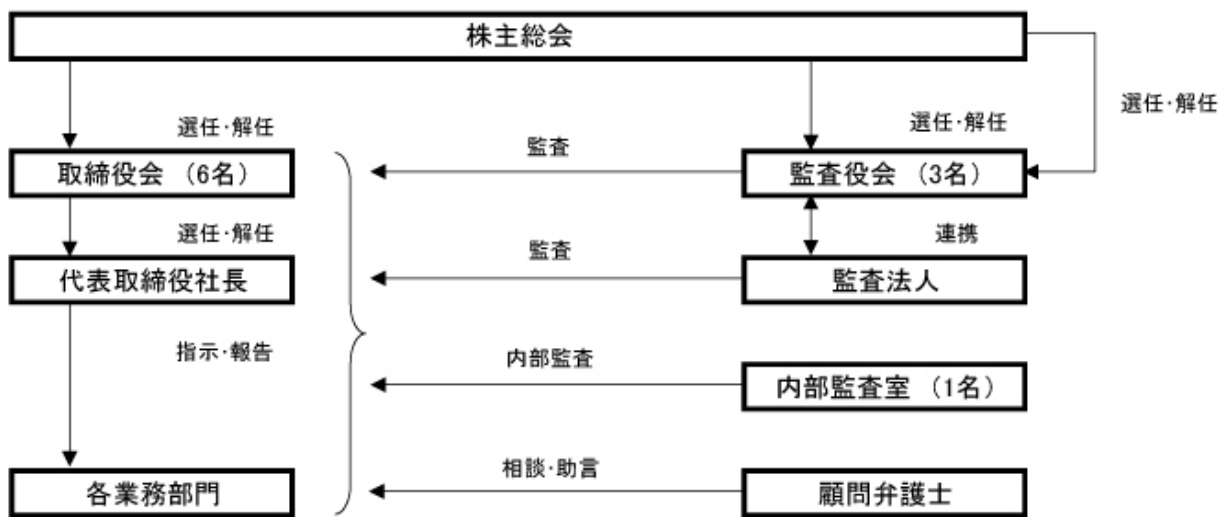 株主総会
選任・解任
選任・解任
選任・解任
取締役会 （6名）
監査
監査役会 （3名）
選任・解任
監査
連携
代表取締役社長
監査法人
指示・報告
内部監査
内部監査室 （1名）
各業務部門
相談・助言
顧問弁護士